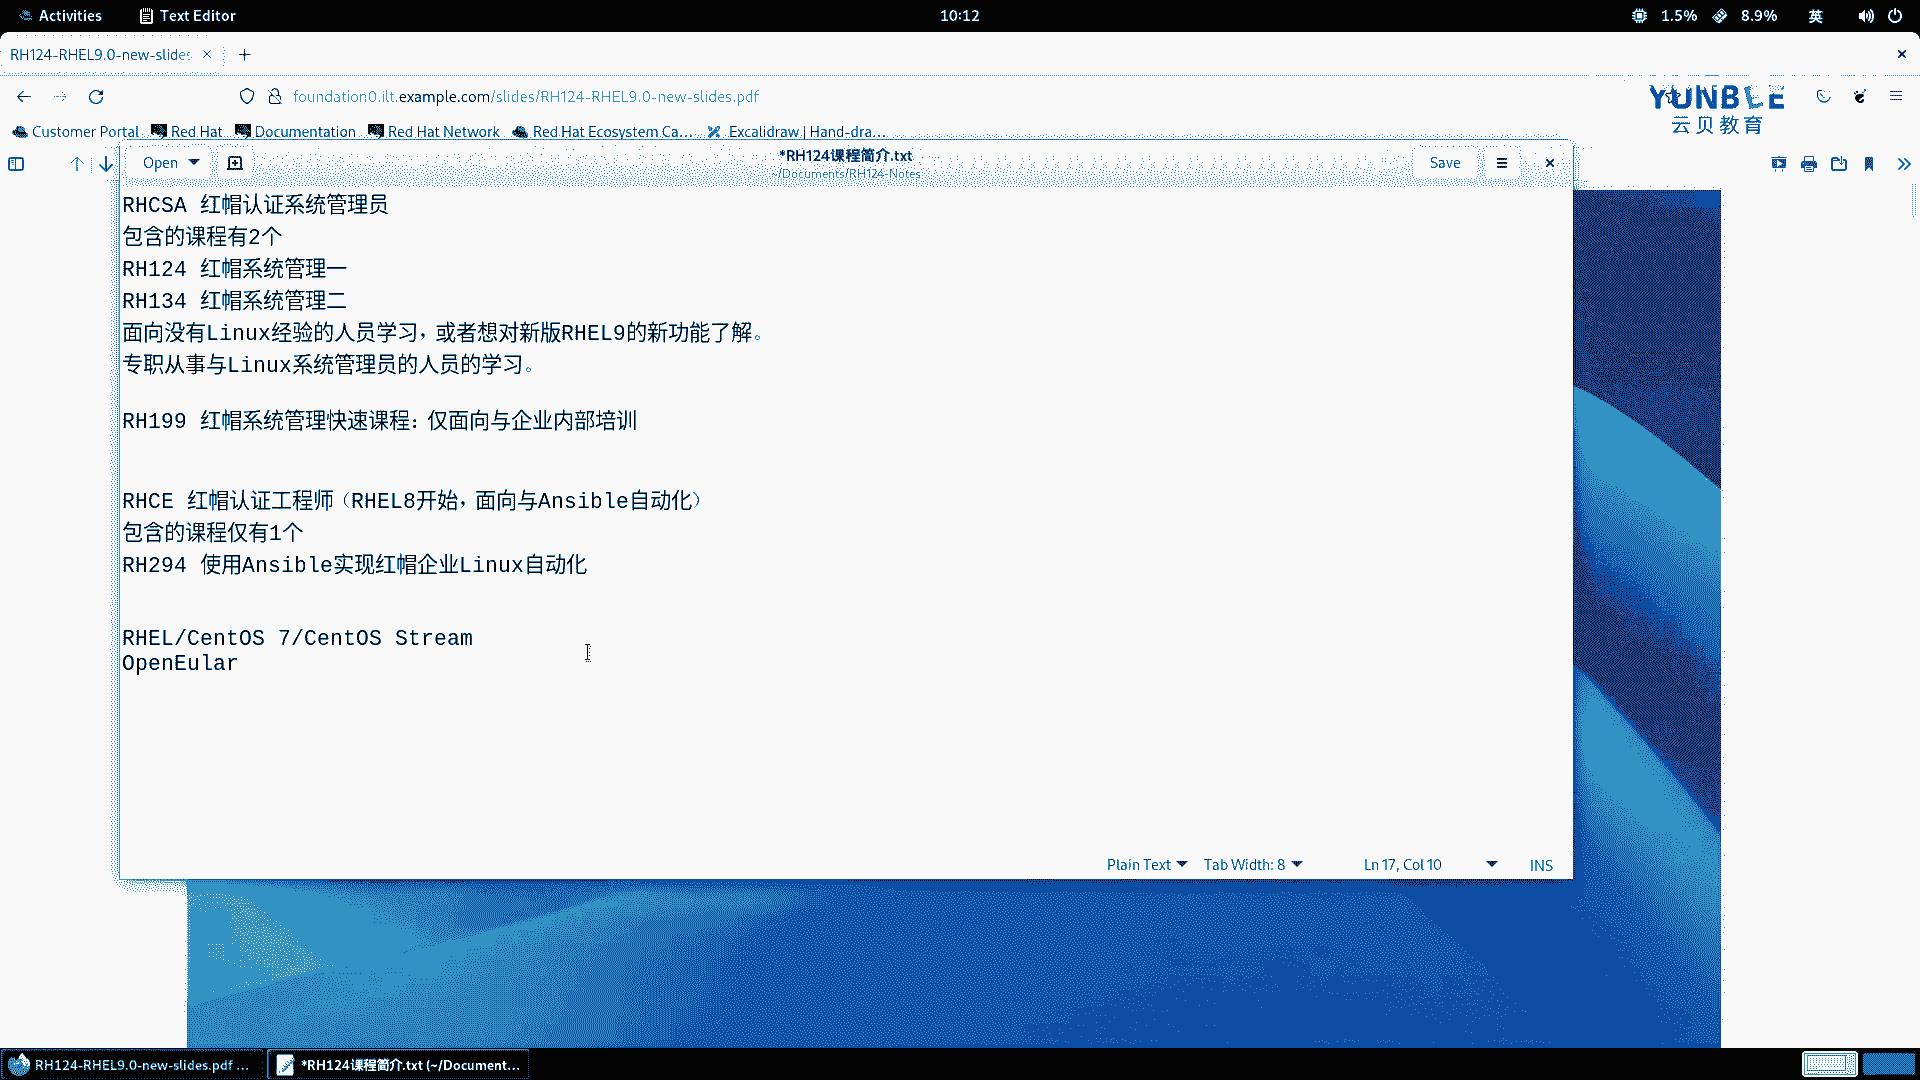 Activities Text Editor 10:12 1.5% 8.9% 英
RH124-RHEL9.0-new-slides
foundation0.ilt.example.com/slides/RH124-RHEL9.0-new-slides.pdf
YUNBEE
云贝教育
Customer Portal Red Hat Documentation Red Hat Network Red Hat Ecosystem Ca... Excalidraw | Hand-dra...
Open *RH124课程简介.txt Save
~/Documents/RH124-Notes
RHCSA 红帽认证系统管理员
包含的课程有2个
RH124 红帽系统管理一
RH134 红帽系统管理二
面向没有Linux经验的人员学习，或者想对新版RHEL9的新功能了解。
专职从事与Linux系统管理员的人员的学习。
RH199 红帽系统管理快速课程：仅面向与企业内部培训
RHCE 红帽认证工程师（RHEL8开始，面向与Ansible自动化）
包含的课程仅有1个
RH294 使用Ansible实现红帽企业Linux自动化
RHEL/CentOS 7/CentOS Stream
OpenEular
Plain Text Tab Width: 8 Ln 17, Col 10 INS
RH124-RHEL9.0-new-slides.pdf ... *RH124课程简介.txt (~/Document...